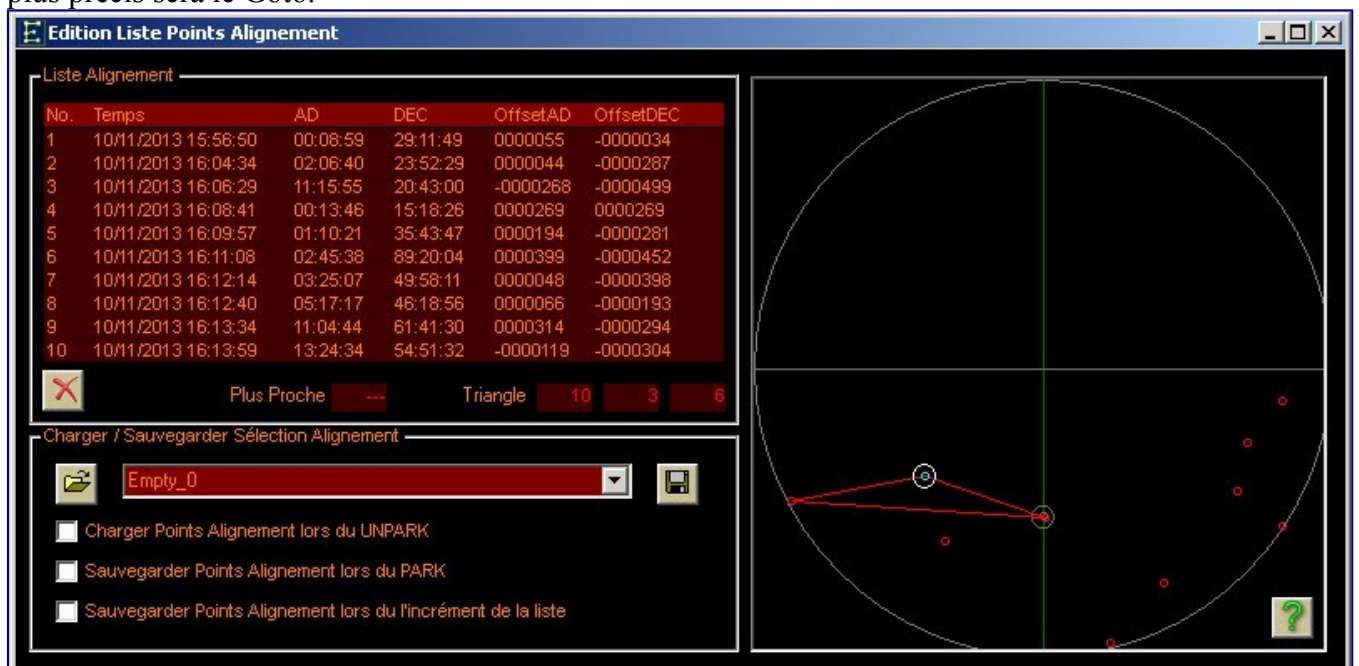 plus précis sera le Goto.
Edition Liste Points Alignement
Liste Alignement
No. Temps AD DEC OffsetAD OffsetDEC
1 10/11/2013 15:56:50 00:08:59 29:11:49 0000055 -0000034
2 10/11/2013 16:04:34 02:06:40 23:52:29 0000044 -0000287
3 10/11/2013 16:06:29 11:15:55 20:43:00 -0000268 -0000499
4 10/11/2013 16:08:41 00:13:46 15:18:26 0000269 0000269
5 10/11/2013 16:09:57 01:10:21 35:43:47 0000194 -0000281
6 10/11/2013 16:11:08 02:45:38 89:20:04 0000399 -0000452
7 10/11/2013 16:12:14 03:25:07 49:58:11 0000048 -0000398
8 10/11/2013 16:12:40 05:17:17 46:18:56 0000066 -0000193
9 10/11/2013 16:13:34 11:04:44 61:41:30 0000314 -0000294
10 10/11/2013 16:13:59 13:24:34 54:51:32 -0000119 -0000304
Plus Proche --- Triangle 10 3 6
Charger / Sauvegarder Sélection Alignement
Empty_0
Charger Points Alignement lors du UNPARK
Sauvegarder Points Alignement lors du PARK
Sauvegarder Points Alignement lors du l'incrément de la liste